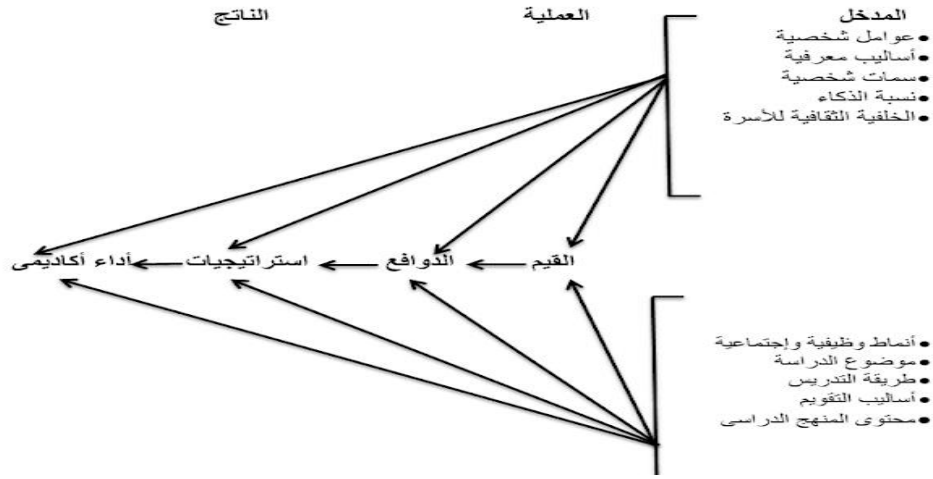 المدخل
العملية
الناتج
عوامل شخصية
أساليب معرفية
سمات شخصية
نسبة الذكاء
الخلفية الثقافية للأسرة
القيم
الدوافع
استراتيجيات
أداء أكاديمى
أنماط وظيفية وإجتماعية
موضوع الدراسة
طريقة التدريس
أساليب التقويم
محتوى المنهج الدراسى